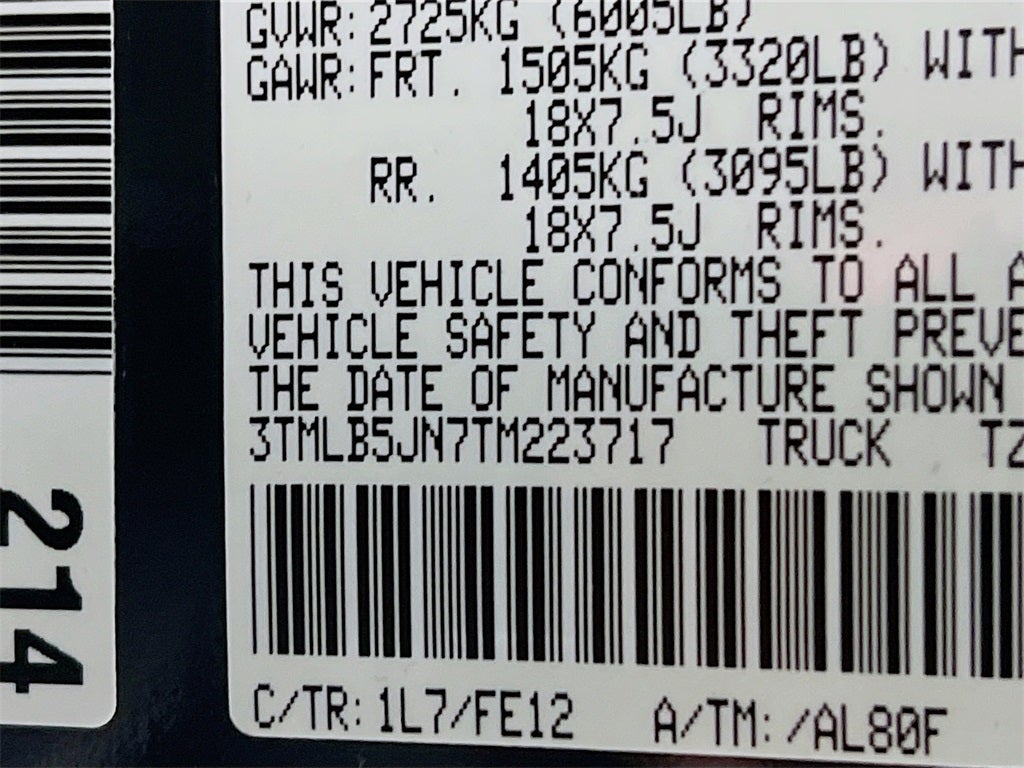 GVWR: 2725KG (6005LB)
GAWR: FRT. 1505KG (3320LB) WITH
18X7.5J RIMS.
RR. 1405KG (3095LB) WITH
18X7.5J RIMS.
THIS VEHICLE CONFORMS TO ALL A
VEHICLE SAFETY AND THEFT PREVE
THE DATE OF MANUFACTURE SHOWN
3TMLB5JN7TM223717 TRUCK TZ
C/TR: 1L7/FE12 A/TM: /AL80F
214